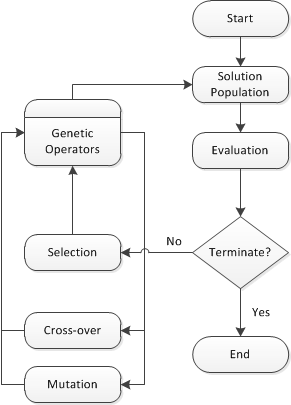 Start
Solution
Population
Genetic
Operators
Evaluation
Selection
No
Terminate?
Yes
Cross-over
End
Mutation